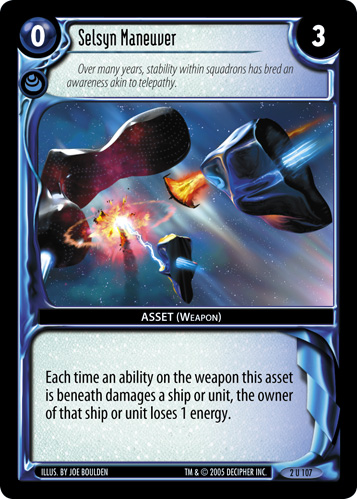 0 Selsyn Maneuver 3
Over many years, stability within squadrons has bred an
awareness akin to telepathy.
ASSET (WEAPON)
Each time an ability on the weapon this asset
is beneath damages a ship or unit, the owner
of that ship or unit loses 1 energy.
ILLUS. BY JOE BOULDEN TM & © 2005 DECIPHER INC. 2 U 107